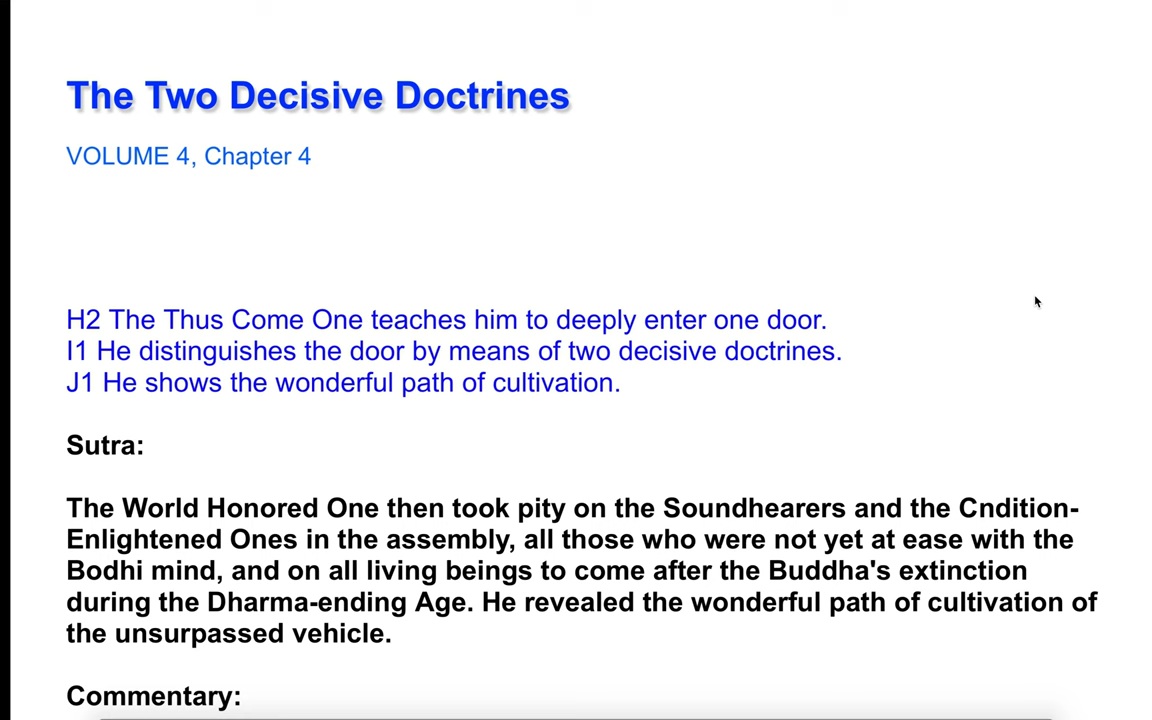 The Two Decisive Doctrines
VOLUME 4, Chapter 4
H2 The Thus Come One teaches him to deeply enter one door.
I1 He distinguishes the door by means of two decisive doctrines.
J1 He shows the wonderful path of cultivation.
Sutra:
The World Honored One then took pity on the Soundhearers and the Cndition-
Enlightened Ones in the assembly, all those who were not yet at ease with the
Bodhi mind, and on all living beings to come after the Buddha's extinction
during the Dharma-ending Age. He revealed the wonderful path of cultivation of
the unsurpassed vehicle.
Commentary: